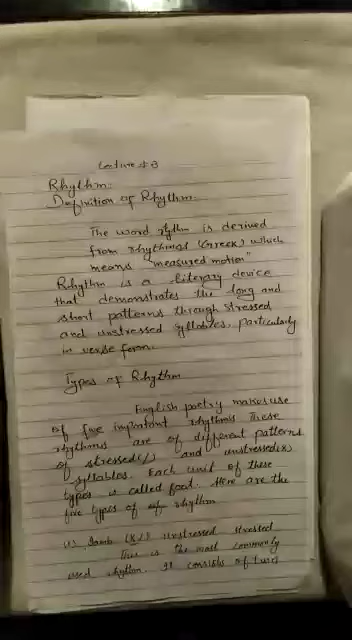 Lecture # 3
Rhythm:
Definition of Rhythm
The word rythm is derived
from rhythmos (Greek) which
means "measured motion"
Rhythm is a literary device
that demonstrates the long and
short patterns through stressed
and unstressed syllables, particularly
in verse form.
Types of Rhythm
English poetry makes use
of five important rhythms These
rhythms are of different patterns
of stressed(/) and unstressed(x)
syllables. Each unit of these
types is called foot. Here are the
five types of rhythm
(1) Iamb (x/): unstressed stressed
This is the most commonly
used rhythm. It consists of two